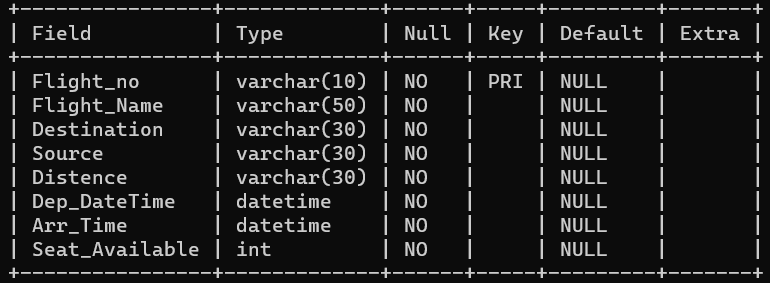 +---------------+-------------+------+-----+---------+-------+
| Field         | Type        | Null | Key | Default | Extra |
+---------------+-------------+------+-----+---------+-------+
| Flight_no     | varchar(10) | NO   | PRI | NULL    |       |
| Flight_Name   | varchar(50) | NO   |     | NULL    |       |
| Destination   | varchar(30) | NO   |     | NULL    |       |
| Source        | varchar(30) | NO   |     | NULL    |       |
| Distence      | varchar(30) | NO   |     | NULL    |       |
| Dep_DateTime  | datetime    | NO   |     | NULL    |       |
| Arr_Time      | datetime    | NO   |     | NULL    |       |
| Seat_Available | int         | NO   |     | NULL    |       |
+---------------+-------------+------+-----+---------+-------+